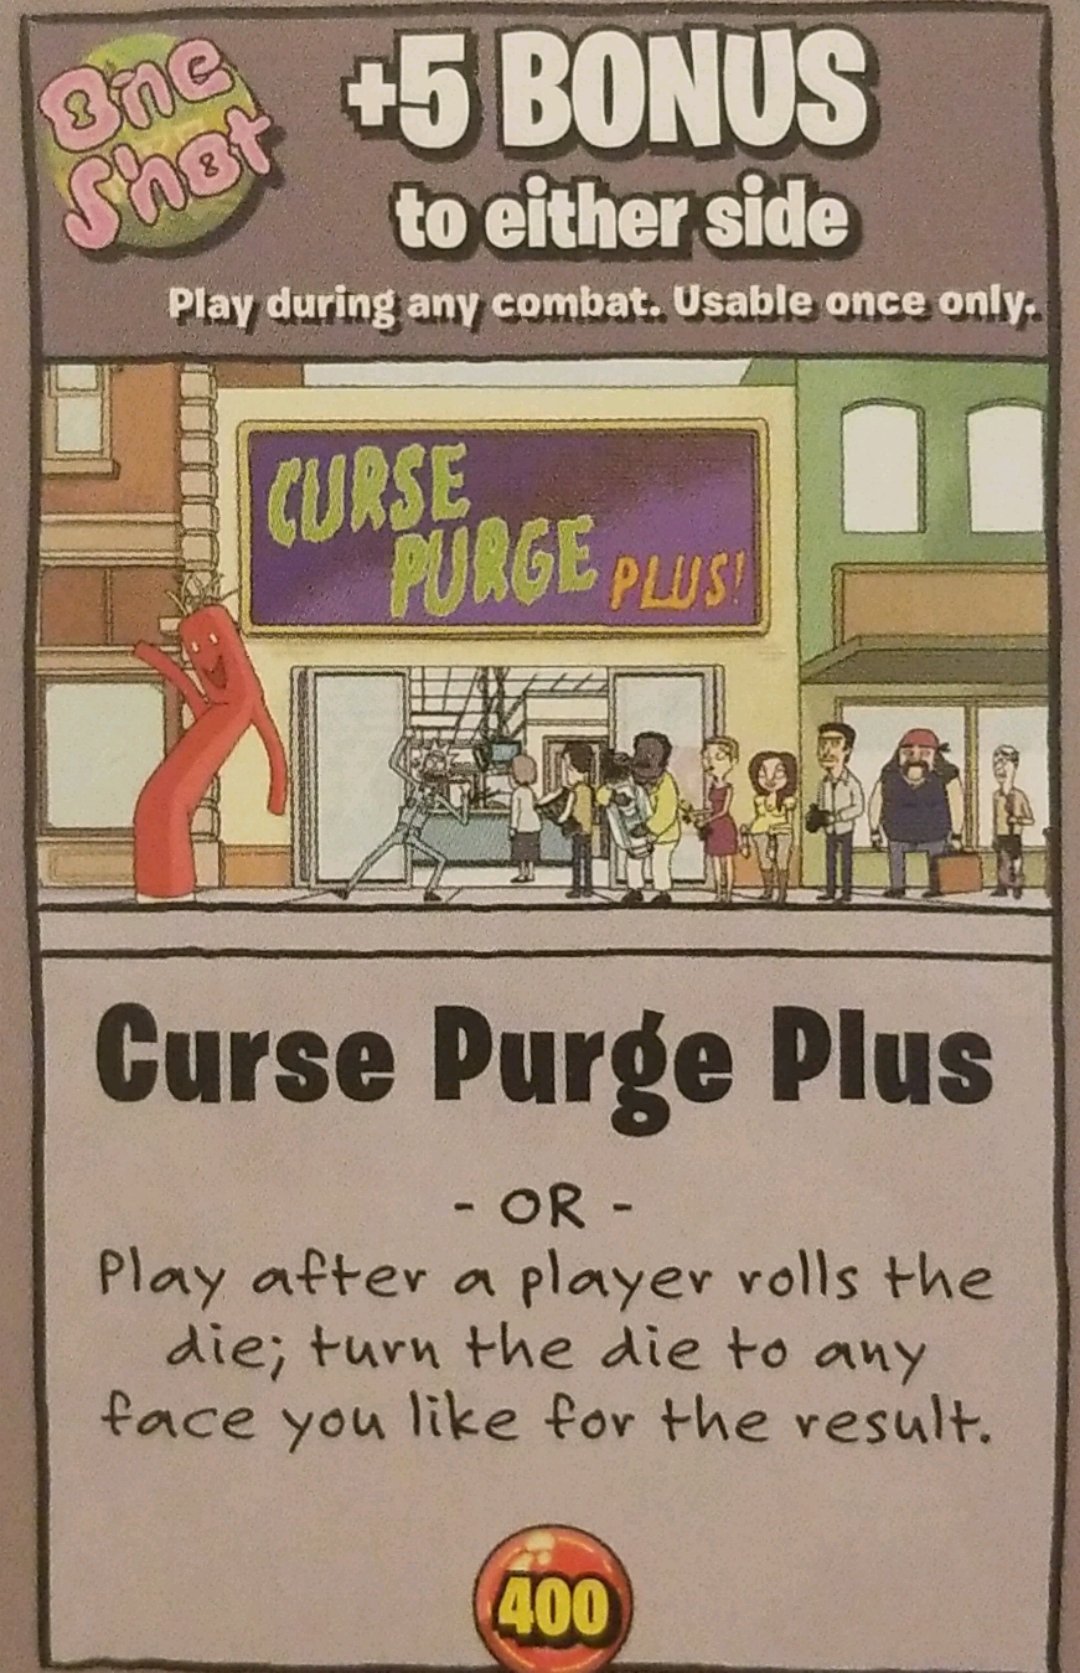 One
Shot
+5 BONUS
to either side
Play during any combat. Usable once only.
CURSE
PURGE PLUS!
Curse Purge Plus
- OR -
Play after a player rolls the
die; turn the die to any
face you like for the result.
400